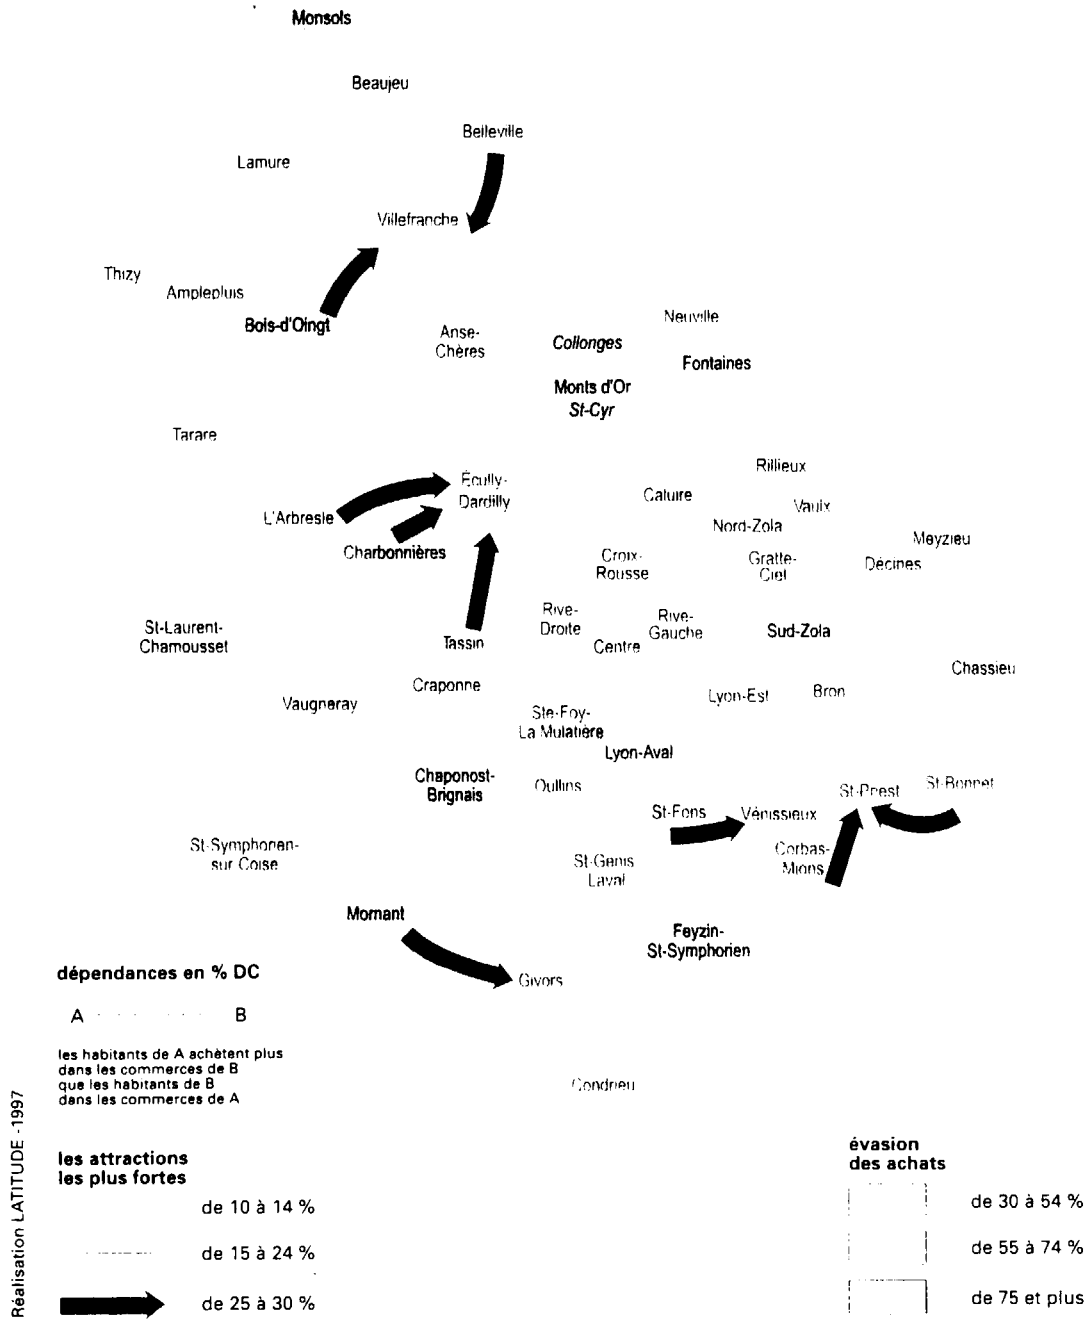 Monsols
Beaujeu
Belleville
Lamure
Villefranche
Thizy
Amplepluis
Bois-d'Oingt
Neuville
Anse-
Chères
Collonges
Fontaines
Monts d'Or
St-Cyr
Tarare
Rillieux
Écully-
Dardilly
Caluire
Vaulx
L'Arbresle
Nord-Zola
Meyzieu
Charbonnières
Croix-
Rousse
Gratte-
Ciel
Décines
St-Laurent-
Chamousset
Rive-
Droite
Rive-
Gauche
Sud-Zola
Tassin
Centre
Chassieu
Craponne
Vaugneray
Lyon-Est
Bron
Ste-Foy-
La Mulatière
Lyon-Aval
Chaponost-
Brignais
Oullins
St-Priest
St-Bonnet
St-Fons
Vénissieux
St-Symphorien-
sur Coise
St-Genis
Laval
Corbas-
Mions
Mornant
Feyzin-
St-Symphorien
Givors
dépendances en % DC
A B
les habitants de A achètent plus
dans les commerces de B
que les habitants de B
dans les commerces de A
Condrieu
les attractions
les plus fortes
de 10 à 14 %
de 15 à 24 %
de 25 à 30 %
évasion
des achats
de 30 à 54 %
de 55 à 74 %
de 75 et plus
Réalisation LATITUDE -1997